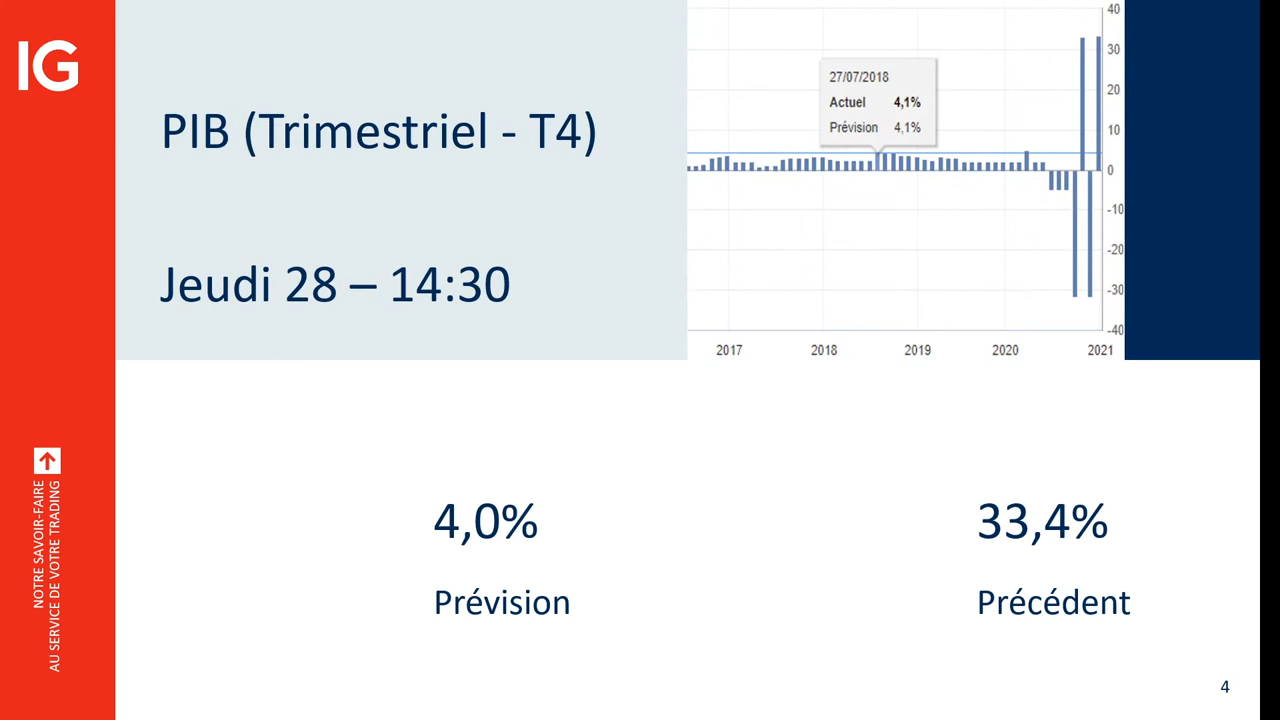 IG
PIB (Trimestriel - T4)
Jeudi 28 – 14:30
27/07/2018
Actuel 4,1%
Prévision 4,1%
40
30
20
10
0
-10
-20
-30
-40
2017 2018 2019 2020 2021
NOTRE SAVOIR-FAIRE
AU SERVICE DE VOTRE TRADING
4,0%
Prévision
33,4%
Précédent
4